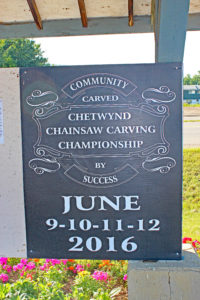 COMMUNITY
CARVED
CHETWYND
CHAINSAW CARVING
CHAMPIONSHIP
BY
SUCCESS
JUNE
9-10-11-12
2016